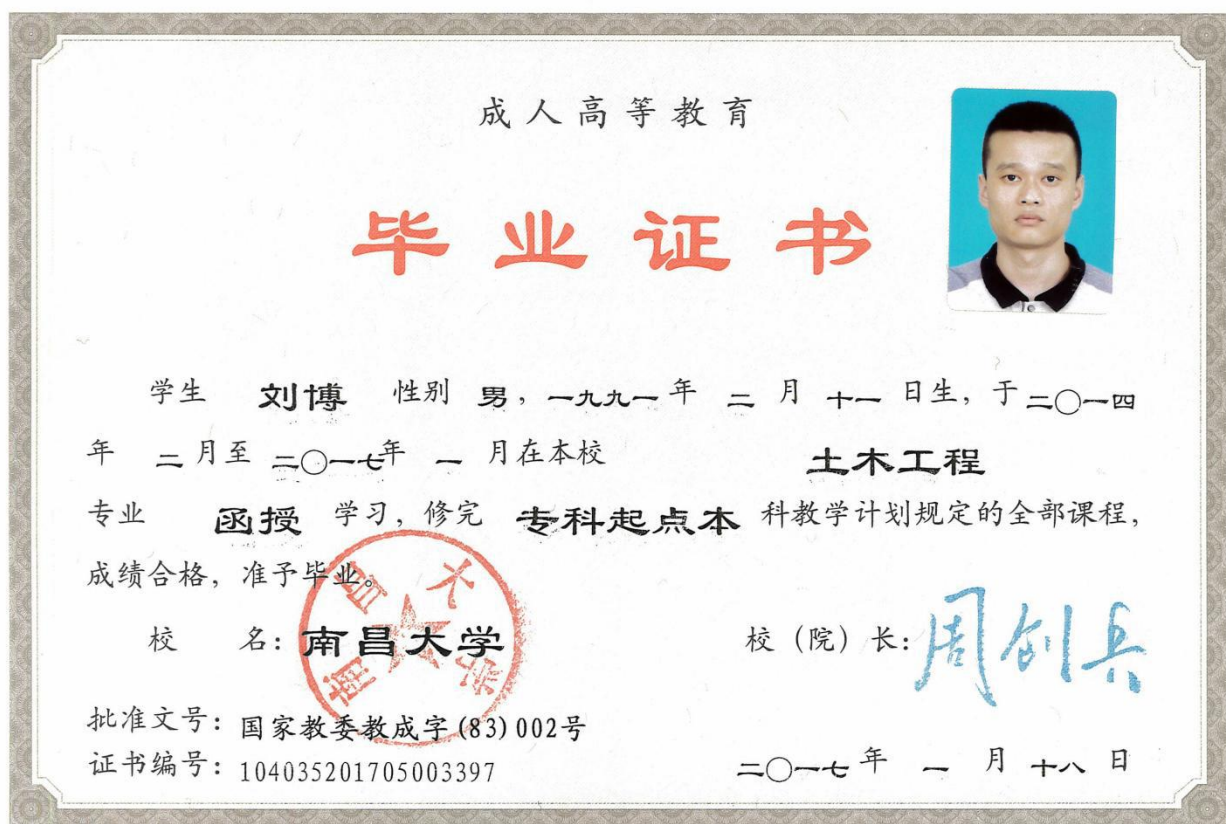 成人高等教育
毕业证书
学生 刘博 性别 男，一九九一年 二 月 十一 日生，于二〇一四
年 二月至 二〇一七年 一 月在本校 土木工程
专业 函授 学习，修完 专科起点本 科教学计划规定的全部课程，
成绩合格，准予毕业。
校 名：南昌大学 校（院）长：周创兵
南昌大学
批准文号：国家教委教成字(83)002号
证书编号：104035201705003397 二〇一七年 一 月 十八 日